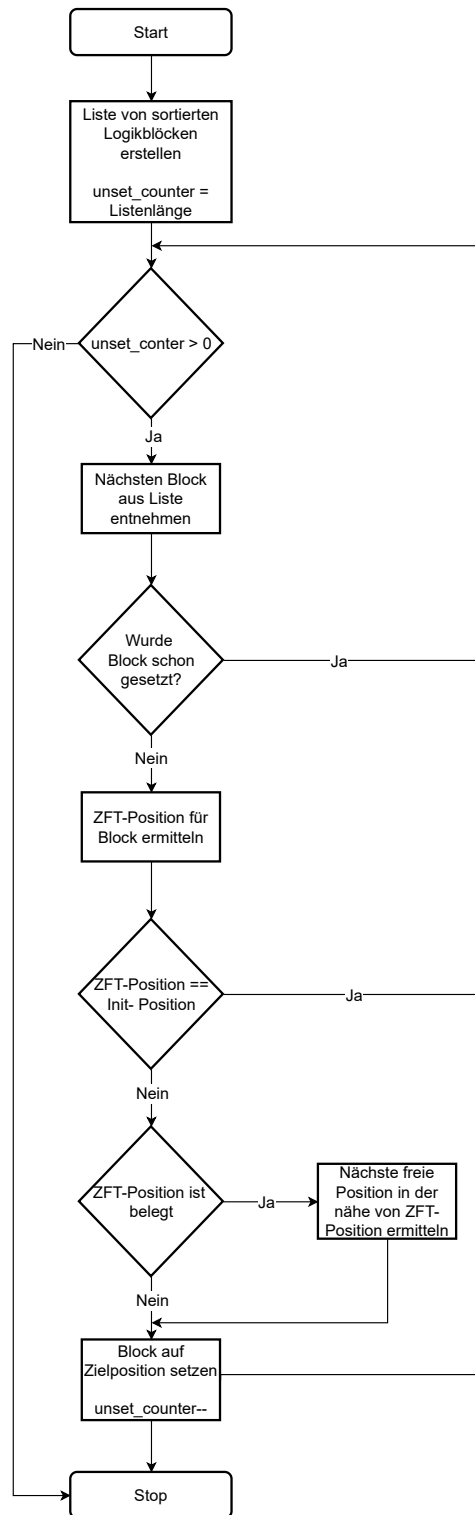 Start
Liste von sortierten
Logikblöcken
erstellen
unset_counter =
Listenlänge
Nein
unset_conter > 0
Ja
Nächsten Block
aus Liste
entnehmen
Wurde
Block schon
gesetzt?
Ja
Nein
ZFT-Position für
Block ermitteln
ZFT-Position ==
Init- Position
Ja
Nein
ZFT-Position ist
belegt
Ja
Nächste freie
Position in der
nähe von ZFT-
Position ermitteln
Nein
Block auf
Zielposition setzen
unset_counter--
Stop